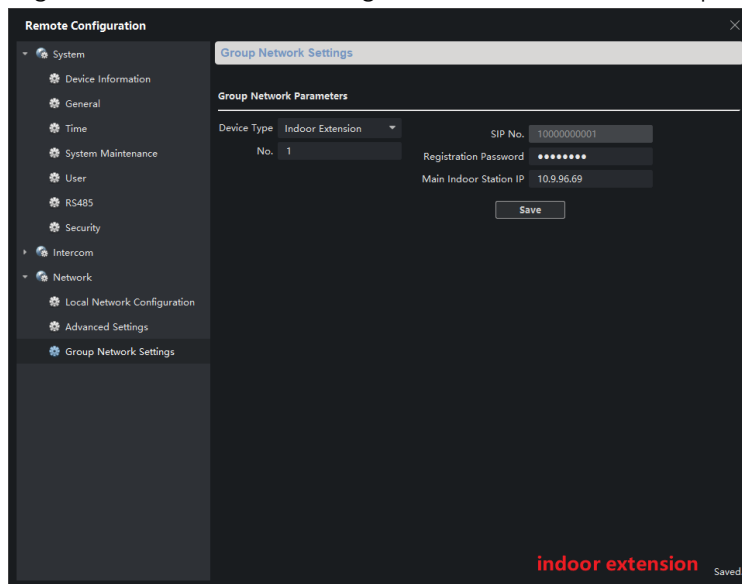 Remote Configuration
System
Device Information
General
Time
System Maintenance
User
RS485
Security
Intercom
Network
Local Network Configuration
Advanced Settings
Group Network Settings
Group Network Settings
Group Network Parameters
Device Type Indoor Extension
No. 1
SIP No. 10000000001
Registration Password ••••••••
Main Indoor Station IP 10.9.96.69
Save
indoor extension
Saved